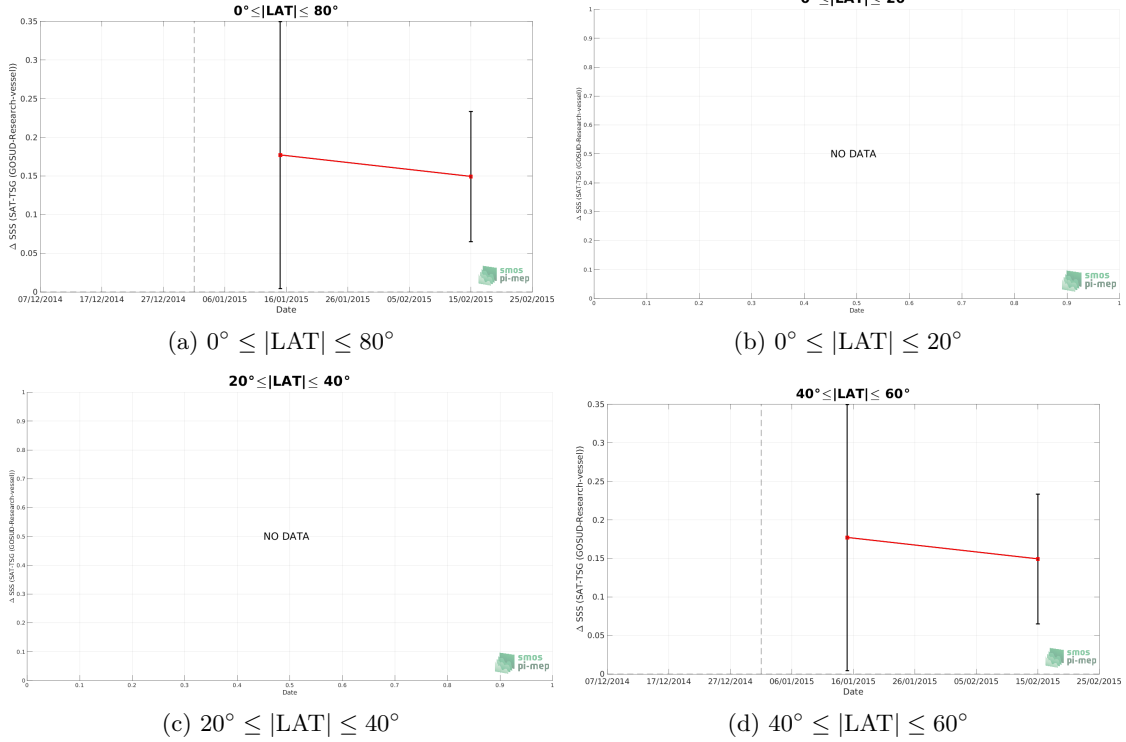 0°≤|LAT|≤ 80°
Δ SSS (SAT-TSG (GOSUD-Research-vessel))
0.35
0.3
0.25
0.2
0.15
0.1
0.05
0
07/12/2014 17/12/2014 27/12/2014 06/01/2015 16/01/2015 26/01/2015 05/02/2015 15/02/2015 25/02/2015
Date
smos
pi-mep
(a) 0° ≤ |LAT| ≤ 80°
0°≤|LAT|≤ 20°
Δ SSS (SAT-TSG (GOSUD-Research-vessel))
1
0.9
0.8
0.7
0.6
0.5
0.4
0.3
0.2
0.1
0
NO DATA
0 0.1 0.2 0.3 0.4 0.5 0.6 0.7 0.8 0.9 1
Date
smos
pi-mep
(b) 0° ≤ |LAT| ≤ 20°
20°≤|LAT|≤ 40°
Δ SSS (SAT-TSG (GOSUD-Research-vessel))
1
0.9
0.8
0.7
0.6
0.5
0.4
0.3
0.2
0.1
0
NO DATA
0 0.1 0.2 0.3 0.4 0.5 0.6 0.7 0.8 0.9 1
Date
smos
pi-mep
(c) 20° ≤ |LAT| ≤ 40°
40°≤|LAT|≤ 60°
Δ SSS (SAT-TSG (GOSUD-Research-vessel))
0.35
0.3
0.25
0.2
0.15
0.1
0.05
0
07/12/2014 17/12/2014 27/12/2014 06/01/2015 16/01/2015 26/01/2015 05/02/2015 15/02/2015 25/02/2015
Date
smos
pi-mep
(d) 40° ≤ |LAT| ≤ 60°